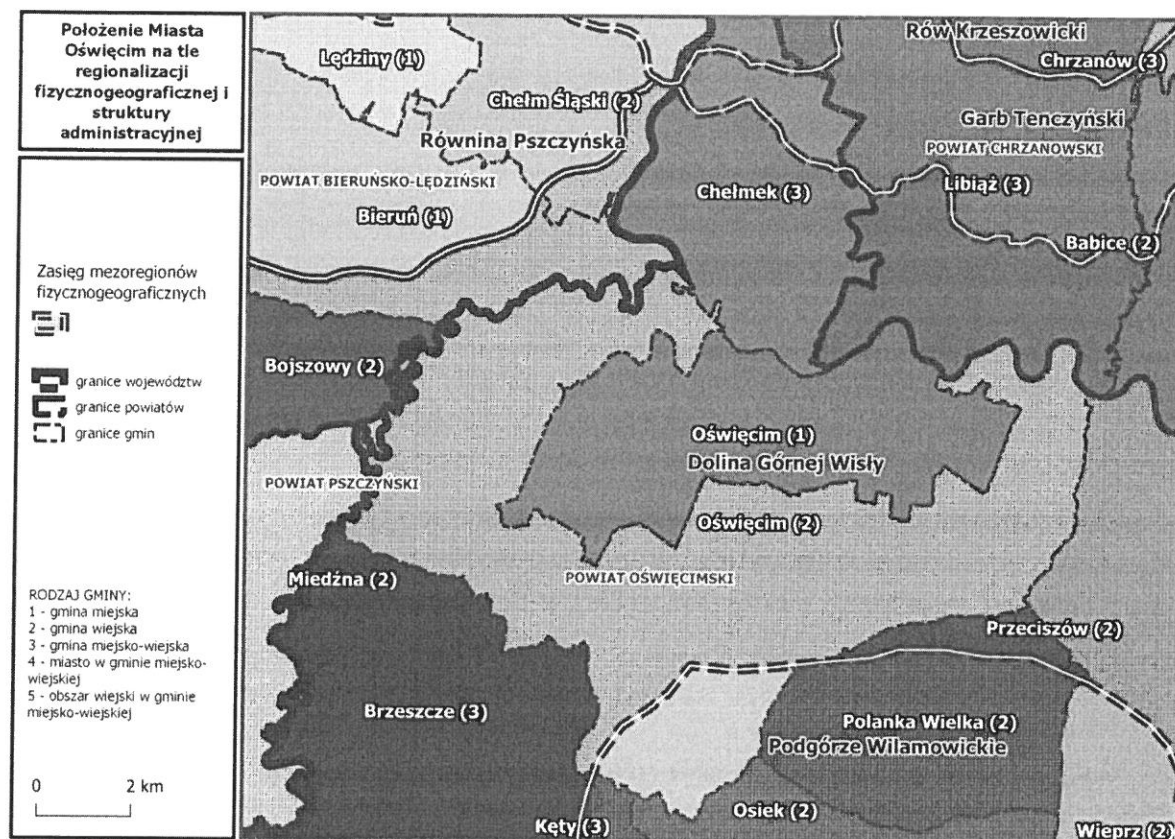 Położenie Miasta
Oświęcim na tle
regionalizacji
fizycznogeograficznej i
struktury
administracyjnej
Zasięg mezoregionów
fizycznogeograficznych
granice województw
granice powiatów
granice gmin
RODZAJ GMINY:
1 - gmina miejska
2 - gmina wiejska
3 - gmina miejsko-wiejska
4 - miasto w gminie miejsko-
wiejskiej
5 - obszar wiejski w gminie
miejsko-wiejskiej
0 2 km
Rów Krzeszowicki
Lędziny (1)
Chrzanów (3)
Chełm Śląski (2)
Garb Tenczyński
Równina Pszczyńska
POWIAT CHRZANOWSKI
POWIAT BIERUŃSKO-LĘDZIŃSKI
Chełmek (3)
Libiąż (3)
Bieruń (1)
Babice (2)
Bojszowy (2)
Oświęcim (1)
Dolina Górnej Wisły
POWIAT PSZCZYŃSKI
Oświęcim (2)
Miedźna (2)
POWIAT OŚWIĘCIMSKI
Przeciszów (2)
Brzeszcze (3)
Polanka Wielka (2)
Podgórze Wilamowickie
Osiek (2)
Kęty (3)
Wieprz (2)